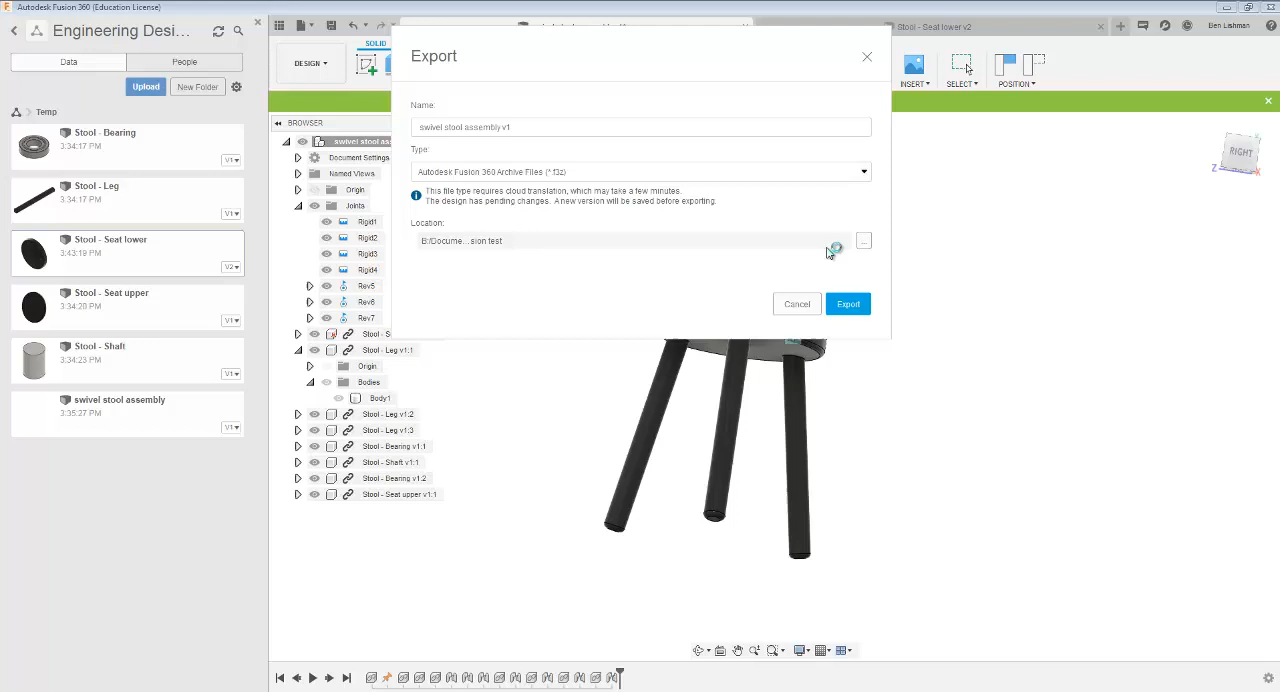 Autodesk Fusion 360 (Education License)
Engineering Desi...
Data
People
Upload
New Folder
Temp
Stool - Bearing
3:34:17 PM
V1
Stool - Leg
3:34:17 PM
V1
Stool - Seat lower
3:43:19 PM
V2
Stool - Seat upper
3:34:20 PM
V1
Stool - Shaft
3:34:23 PM
V1
swivel stool assembly
3:35:27 PM
V1
Stool - Seat lower v2
Ben Lishman
SOLID
DESIGN
INSERT
SELECT
POSITION
BROWSER
swivel stool ass
Document Settings
Named Views
Origin
Joints
Rigid1
Rigid2
Rigid3
Rigid4
Rev5
Rev6
Rev7
Stool - S
Stool - Leg v1:1
Origin
Bodies
Body1
Stool - Leg v1:2
Stool - Leg v1:3
Stool - Bearing v1:1
Stool - Shaft v1:1
Stool - Bearing v1:2
Stool - Seat upper v1:1
Export
Name:
swivel stool assembly v1
Type:
Autodesk Fusion 360 Archive Files (*.f3z)
This file type requires cloud translation, which may take a few minutes.
The design has pending changes. A new version will be saved before exporting.
Location:
B:/Docume...sion test
...
Cancel
Export
RIGHT
Z
X